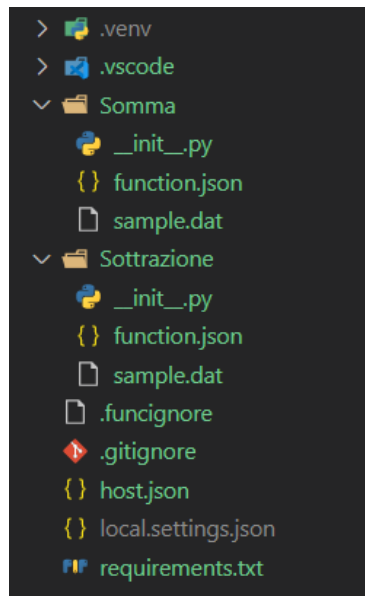 .venv
.vscode
Somma
__init__.py
function.json
sample.dat
Sottrazione
__init__.py
function.json
sample.dat
.funcignore
.gitignore
host.json
local.settings.json
requirements.txt